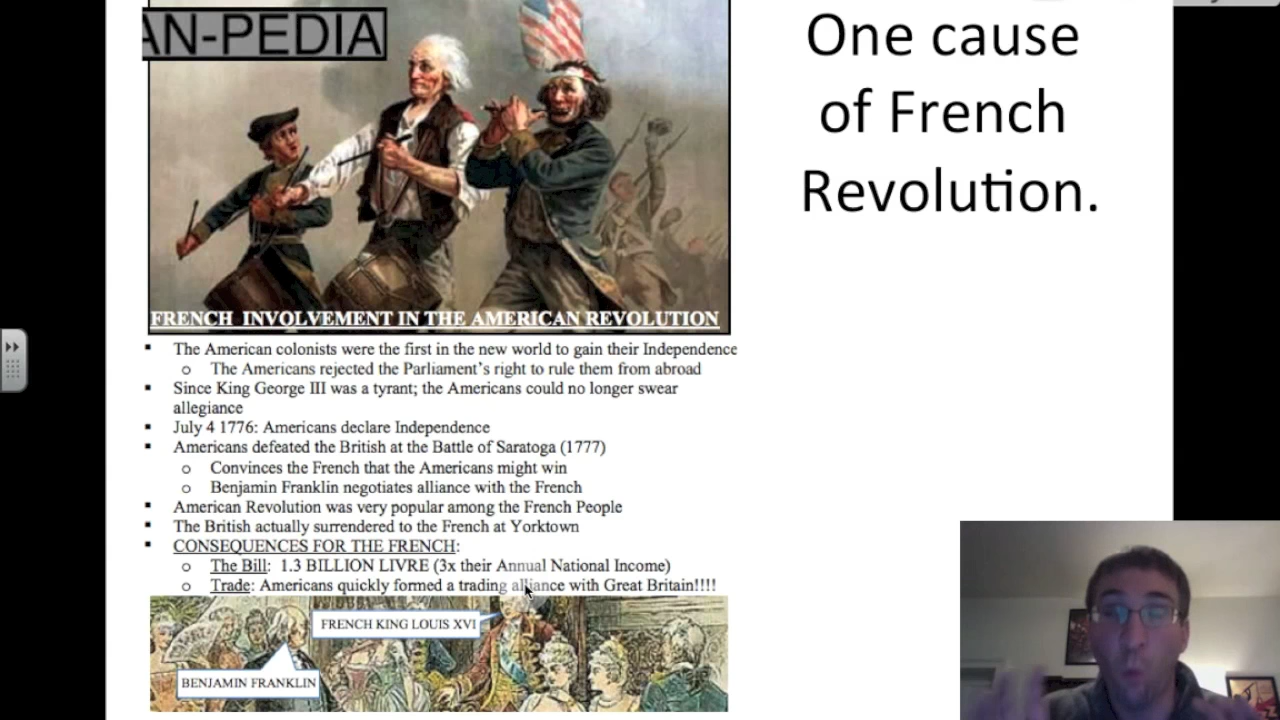 AN-PEDIA
One cause
of French
Revolution.
FRENCH INVOLVEMENT IN THE AMERICAN REVOLUTION
▪ The American colonists were the first in the new world to gain their Independence
o The Americans rejected the Parliament's right to rule them from abroad
▪ Since King George III was a tyrant; the Americans could no longer swear
allegiance
▪ July 4 1776: Americans declare Independence
▪ Americans defeated the British at the Battle of Saratoga (1777)
o Convinces the French that the Americans might win
o Benjamin Franklin negotiates alliance with the French
▪ American Revolution was very popular among the French People
▪ The British actually surrendered to the French at Yorktown
▪ CONSEQUENCES FOR THE FRENCH:
o The Bill: 1.3 BILLION LIVRE (3x their Annual National Income)
o Trade: Americans quickly formed a trading alliance with Great Britain!!!!
FRENCH KING LOUIS XVI
BENJAMIN FRANKLIN